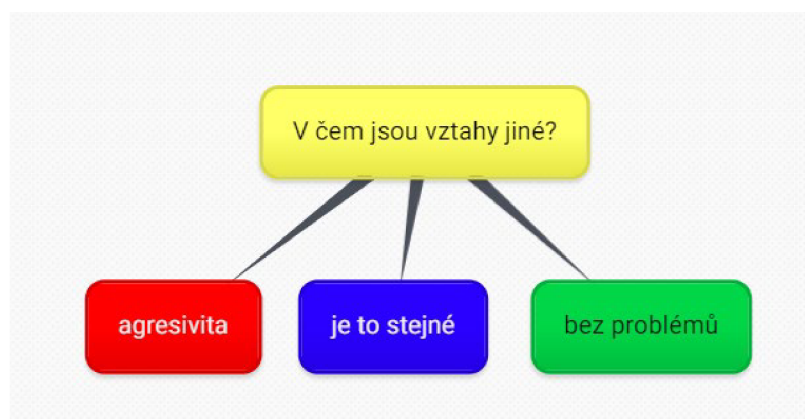 V čem jsou vztahy jiné?
agresivita
je to stejné
bez problémů